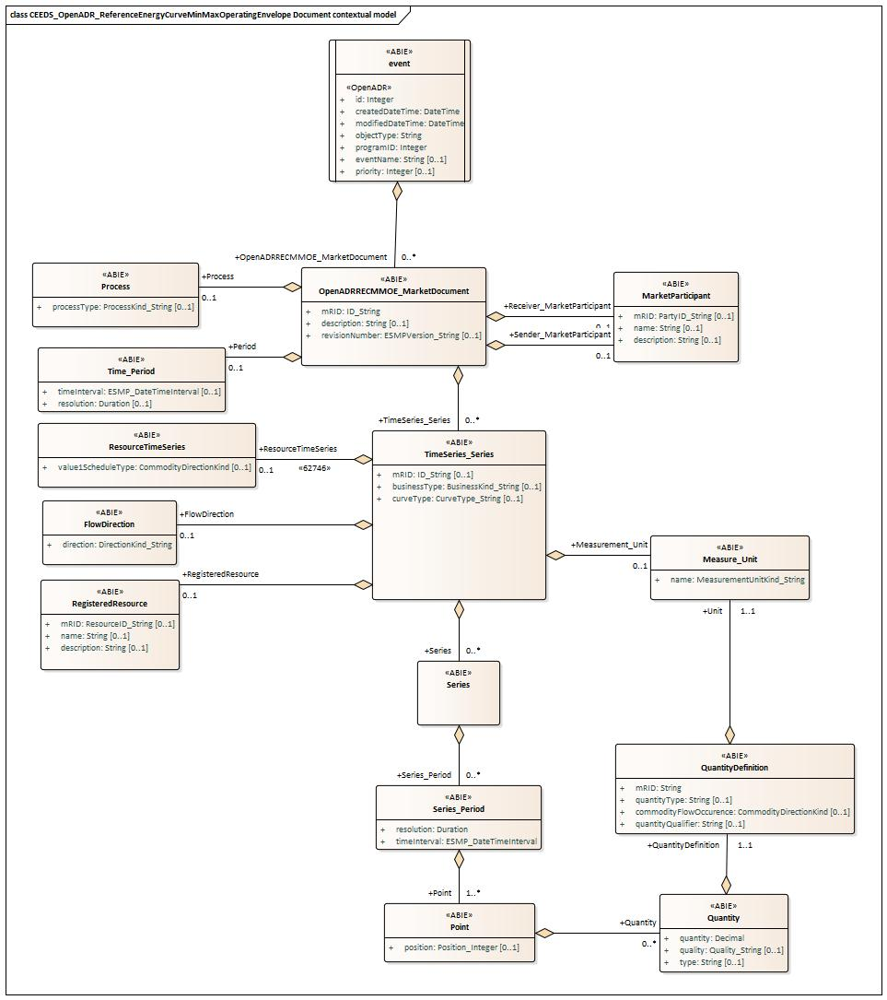 class CEEDS_OpenADR_ReferenceEnergyCurveMinMaxOperatingEnvelope Document contextual model
«ABIE»
event
«OpenADR»
+ id: Integer
+ createdDateTime: DateTime
+ modifiedDateTime: DateTime
+ objectType: String
+ programID: Integer
+ eventName: String [0..1]
+ priority: Integer [0..1]
+OpenADRRECMMOE_MarketDocument 0..*
«ABIE»
Process
+ processType: ProcessKind_String [0..1]
+Process
0..1
«ABIE»
OpenADRRECMMOE_MarketDocument
+ mRID: ID_String
+ description: String [0..1]
+ revisionNumber: ESMPVersion_String [0..1]
+Receiver_MarketParticipant
0..1
+Sender_MarketParticipant
0..1
«ABIE»
MarketParticipant
+ mRID: PartyID_String [0..1]
+ name: String [0..1]
+ description: String [0..1]
+Period
0..1
«ABIE»
Time_Period
+ timeInterval: ESMP_DateTimeInterval [0..1]
+ resolution: Duration [0..1]
+TimeSeries_Series 0..*
«ABIE»
ResourceTimeSeries
+ value1ScheduleType: CommodityDirectionKind [0..1]
+ResourceTimeSeries
0..1 «62746»
«ABIE»
TimeSeries_Series
+ mRID: ID_String [0..1]
+ businessType: BusinessKind_String [0..1]
+ curveType: CurveType_String [0..1]
«ABIE»
FlowDirection
+ direction: DirectionKind_String
+FlowDirection
0..1
+Measurement_Unit
0..1
«ABIE»
Measure_Unit
+ name: MeasurementUnitKind_String
+RegisteredResource
0..1
«ABIE»
RegisteredResource
+ mRID: ResourceID_String [0..1]
+ name: String [0..1]
+ description: String [0..1]
+Unit 1..1
+Series 0..*
«ABIE»
Series
+Series_Period 0..*
«ABIE»
QuantityDefinition
+ mRID: String
+ quantityType: String [0..1]
+ commodityFlowOccurence: CommodityDirectionKind [0..1]
+ quantityQualifier: String [0..1]
«ABIE»
Series_Period
+ resolution: Duration
+ timeInterval: ESMP_DateTimeInterval
+QuantityDefinition 1..1
+Point 1..*
«ABIE»
Point
+ position: Position_Integer [0..1]
+Quantity
0..*
«ABIE»
Quantity
+ quantity: Decimal
+ quality: Quality_String [0..1]
+ type: String [0..1]